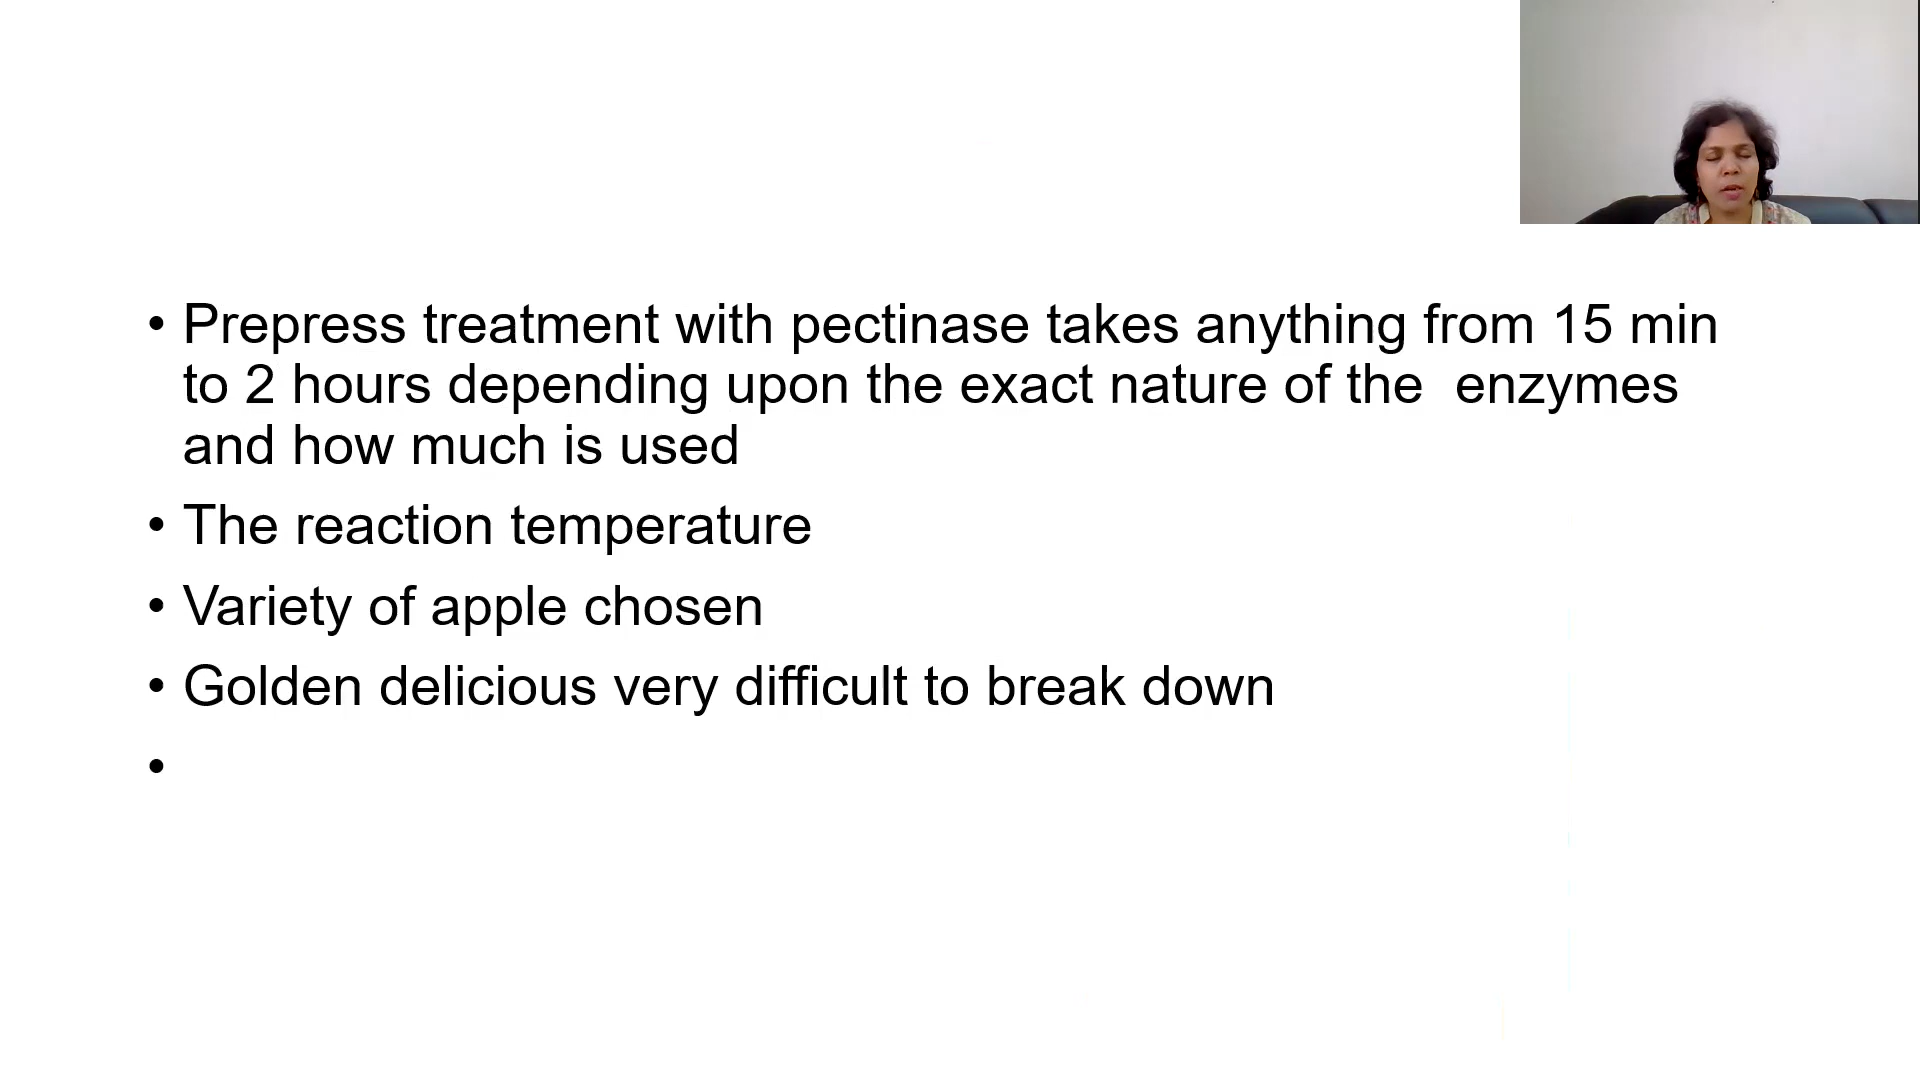 • Prepress treatment with pectinase takes anything from 15 min
to 2 hours depending upon the exact nature of the  enzymes
and how much is used
• The reaction temperature
• Variety of apple chosen
• Golden delicious very difficult to break down
•